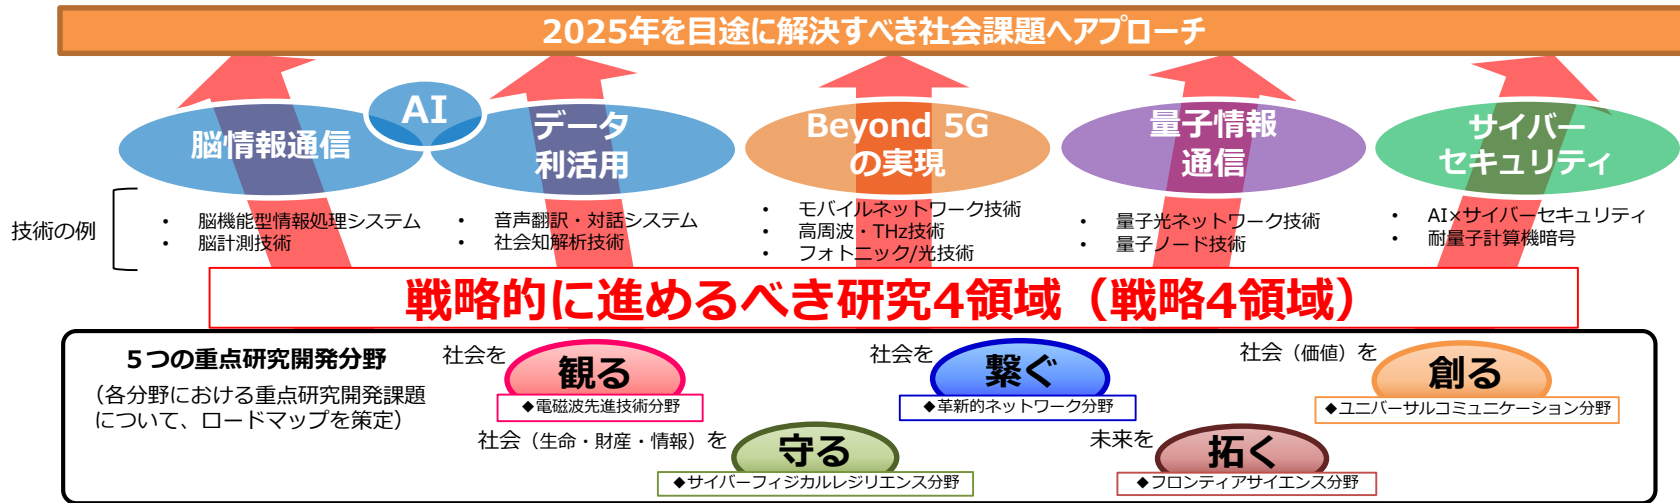 2025年を目途に解決すべき社会課題へアプローチ
AI
脳情報通信
データ
利活用
Beyond 5G
の実現
量子情報
通信
サイバー
セキュリティ
技術の例
• 脳機能型情報処理システム
• 脳計測技術
• 音声翻訳・対話システム
• 社会知解析技術
• モバイルネットワーク技術
• 高周波・THz技術
• フォトニック/光技術
• 量子光ネットワーク技術
• 量子ノード技術
• AI×サイバーセキュリティ
• 耐量子計算機暗号
戦略的に進めるべき研究4領域（戦略4領域）
５つの重点研究開発分野
（各分野における重点研究開発課題
について、ロードマップを策定）
社会を
観る
◆電磁波先進技術分野
社会を
繋ぐ
◆革新的ネットワーク分野
社会（価値）を
創る
◆ユニバーサルコミュニケーション分野
社会（生命・財産・情報）を
守る
◆サイバーフィジカルレジリエンス分野
未来を
拓く
◆フロンティアサイエンス分野